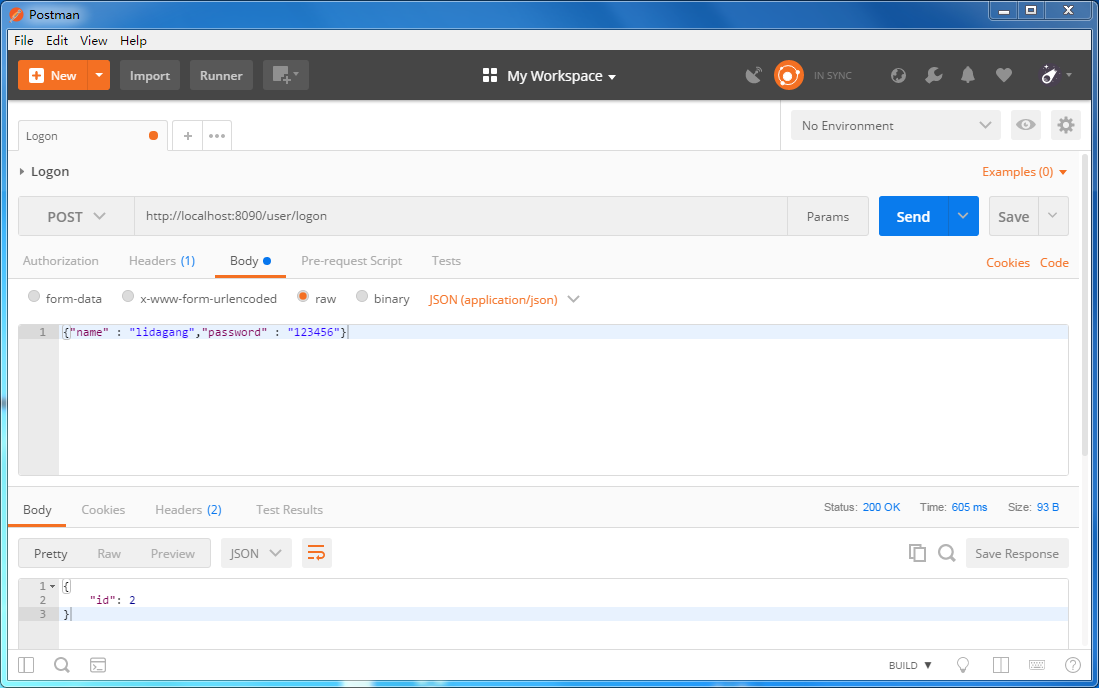 Postman
File Edit View Help
New Import Runner My Workspace IN SYNC
Logon No Environment
Logon Examples (0)
POST http://localhost:8090/user/logon Params Send Save
Authorization Headers (1) Body Pre-request Script Tests Cookies Code
form-data x-www-form-urlencoded raw binary JSON (application/json)
1 {"name" : "lidagang","password" : "123456"}
Body Cookies Headers (2) Test Results Status: 200 OK Time: 605 ms Size: 93 B
Pretty Raw Preview JSON Save Response
1 {
2 "id": 2
3 }
BUILD